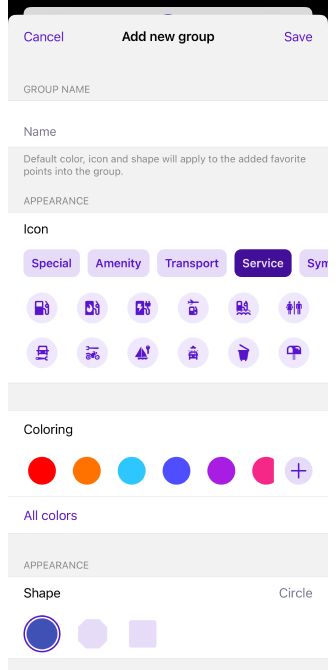 Cancel Add new group Save
GROUP NAME
Name
Default color, icon and shape will apply to the added favorite
points into the group.
APPEARANCE
Icon
Special Amenity Transport Service Sym
Coloring
All colors
APPEARANCE
Shape Circle